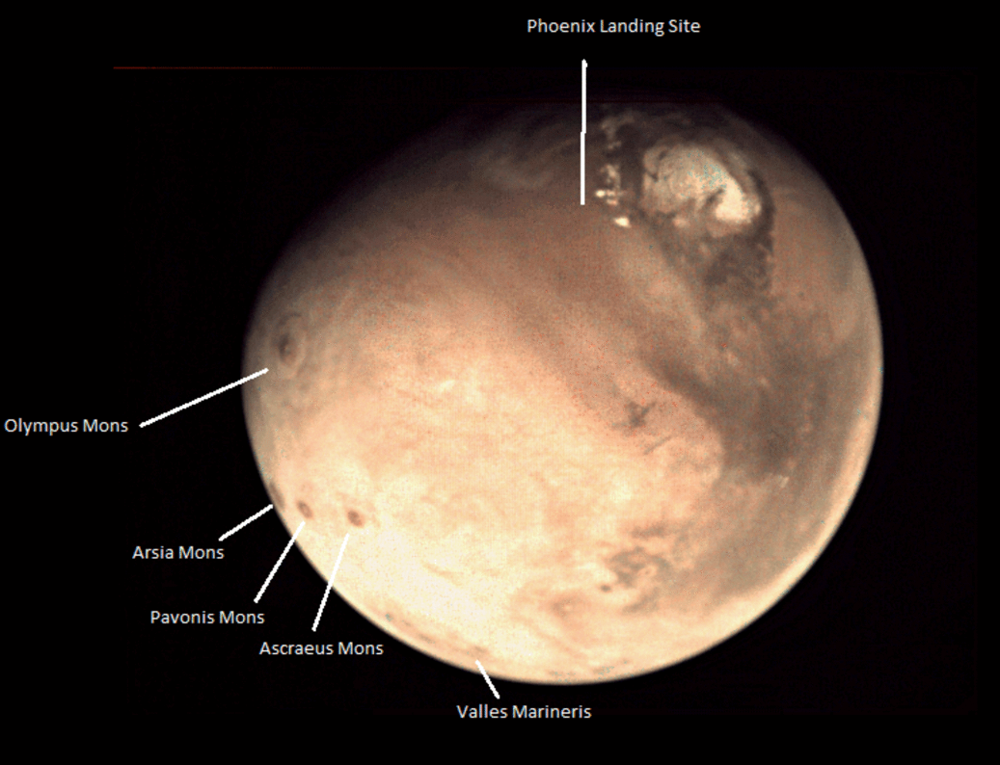 Phoenix Landing Site
Olympus Mons
Arsia Mons
Pavonis Mons
Ascraeus Mons
Valles Marineris